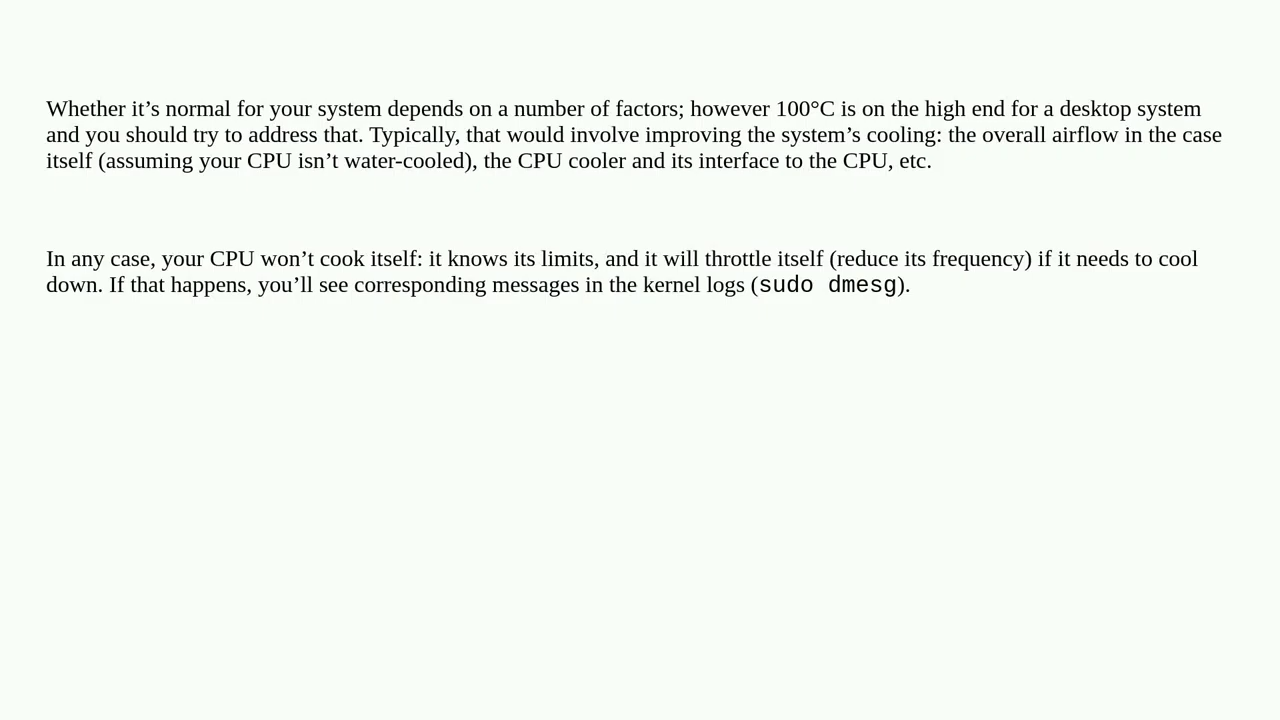 Whether it’s normal for your system depends on a number of factors; however 100°C is on the high end for a desktop system
and you should try to address that. Typically, that would involve improving the system’s cooling: the overall airflow in the case
itself (assuming your CPU isn’t water-cooled), the CPU cooler and its interface to the CPU, etc.
In any case, your CPU won’t cook itself: it knows its limits, and it will throttle itself (reduce its frequency) if it needs to cool
down. If that happens, you’ll see corresponding messages in the kernel logs (sudo dmesg).